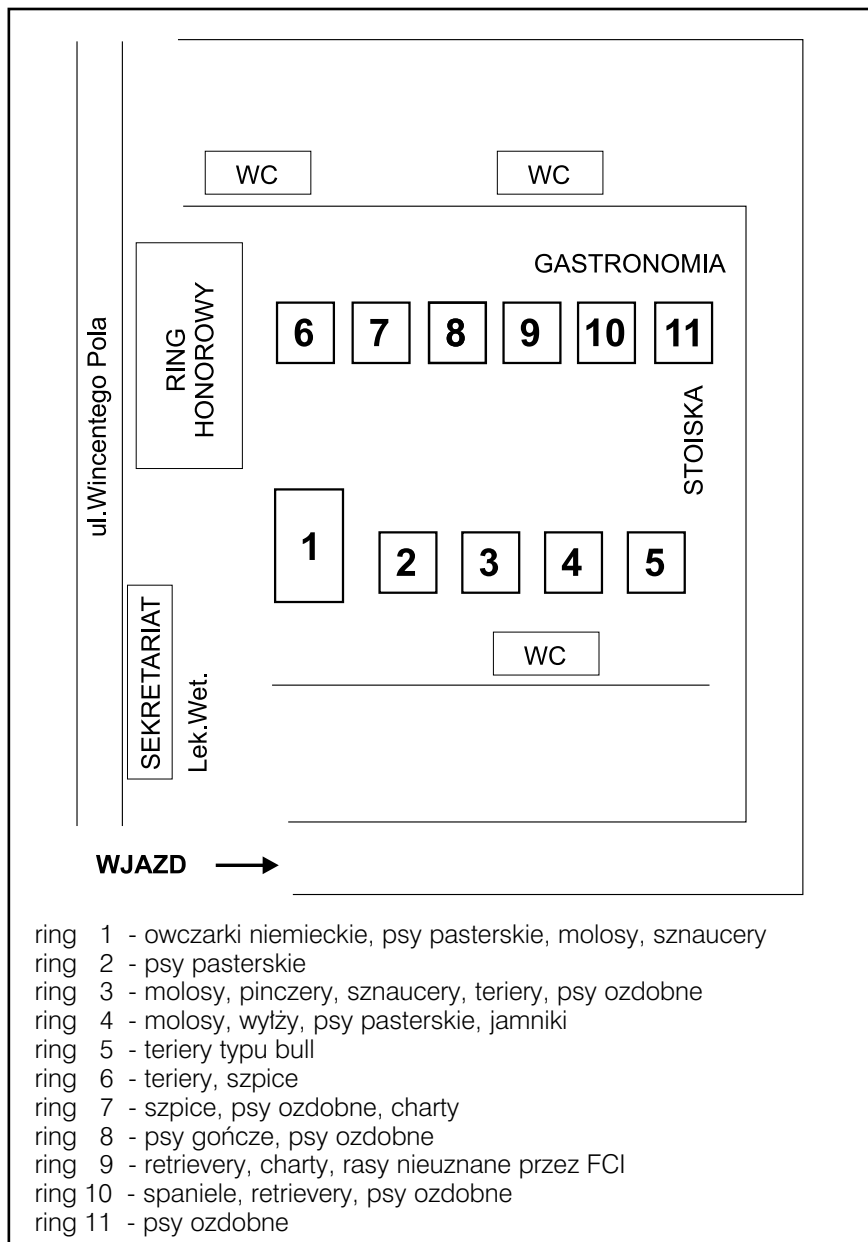 WC
WC
GASTRONOMIA
ul.Wincentego Pola
RING
HONOROWY
6
7
8
9
10
11
STOISKA
1
2
3
4
5
WC
SEKRETARIAT
Lek.Wet.
WJAZD
ring 1 - owczarki niemieckie, psy pasterskie, molosy, sznaucery
ring 2 - psy pasterskie
ring 3 - molosy, pinczery, sznaucery, teriery, psy ozdobne
ring 4 - molosy, wyłży, psy pasterskie, jamniki
ring 5 - teriery typu bull
ring 6 - teriery, szpice
ring 7 - szpice, psy ozdobne, charty
ring 8 - psy gończe, psy ozdobne
ring 9 - retrievery, charty, rasy nieuznane przez FCI
ring 10 - spaniele, retrievery, psy ozdobne
ring 11 - psy ozdobne